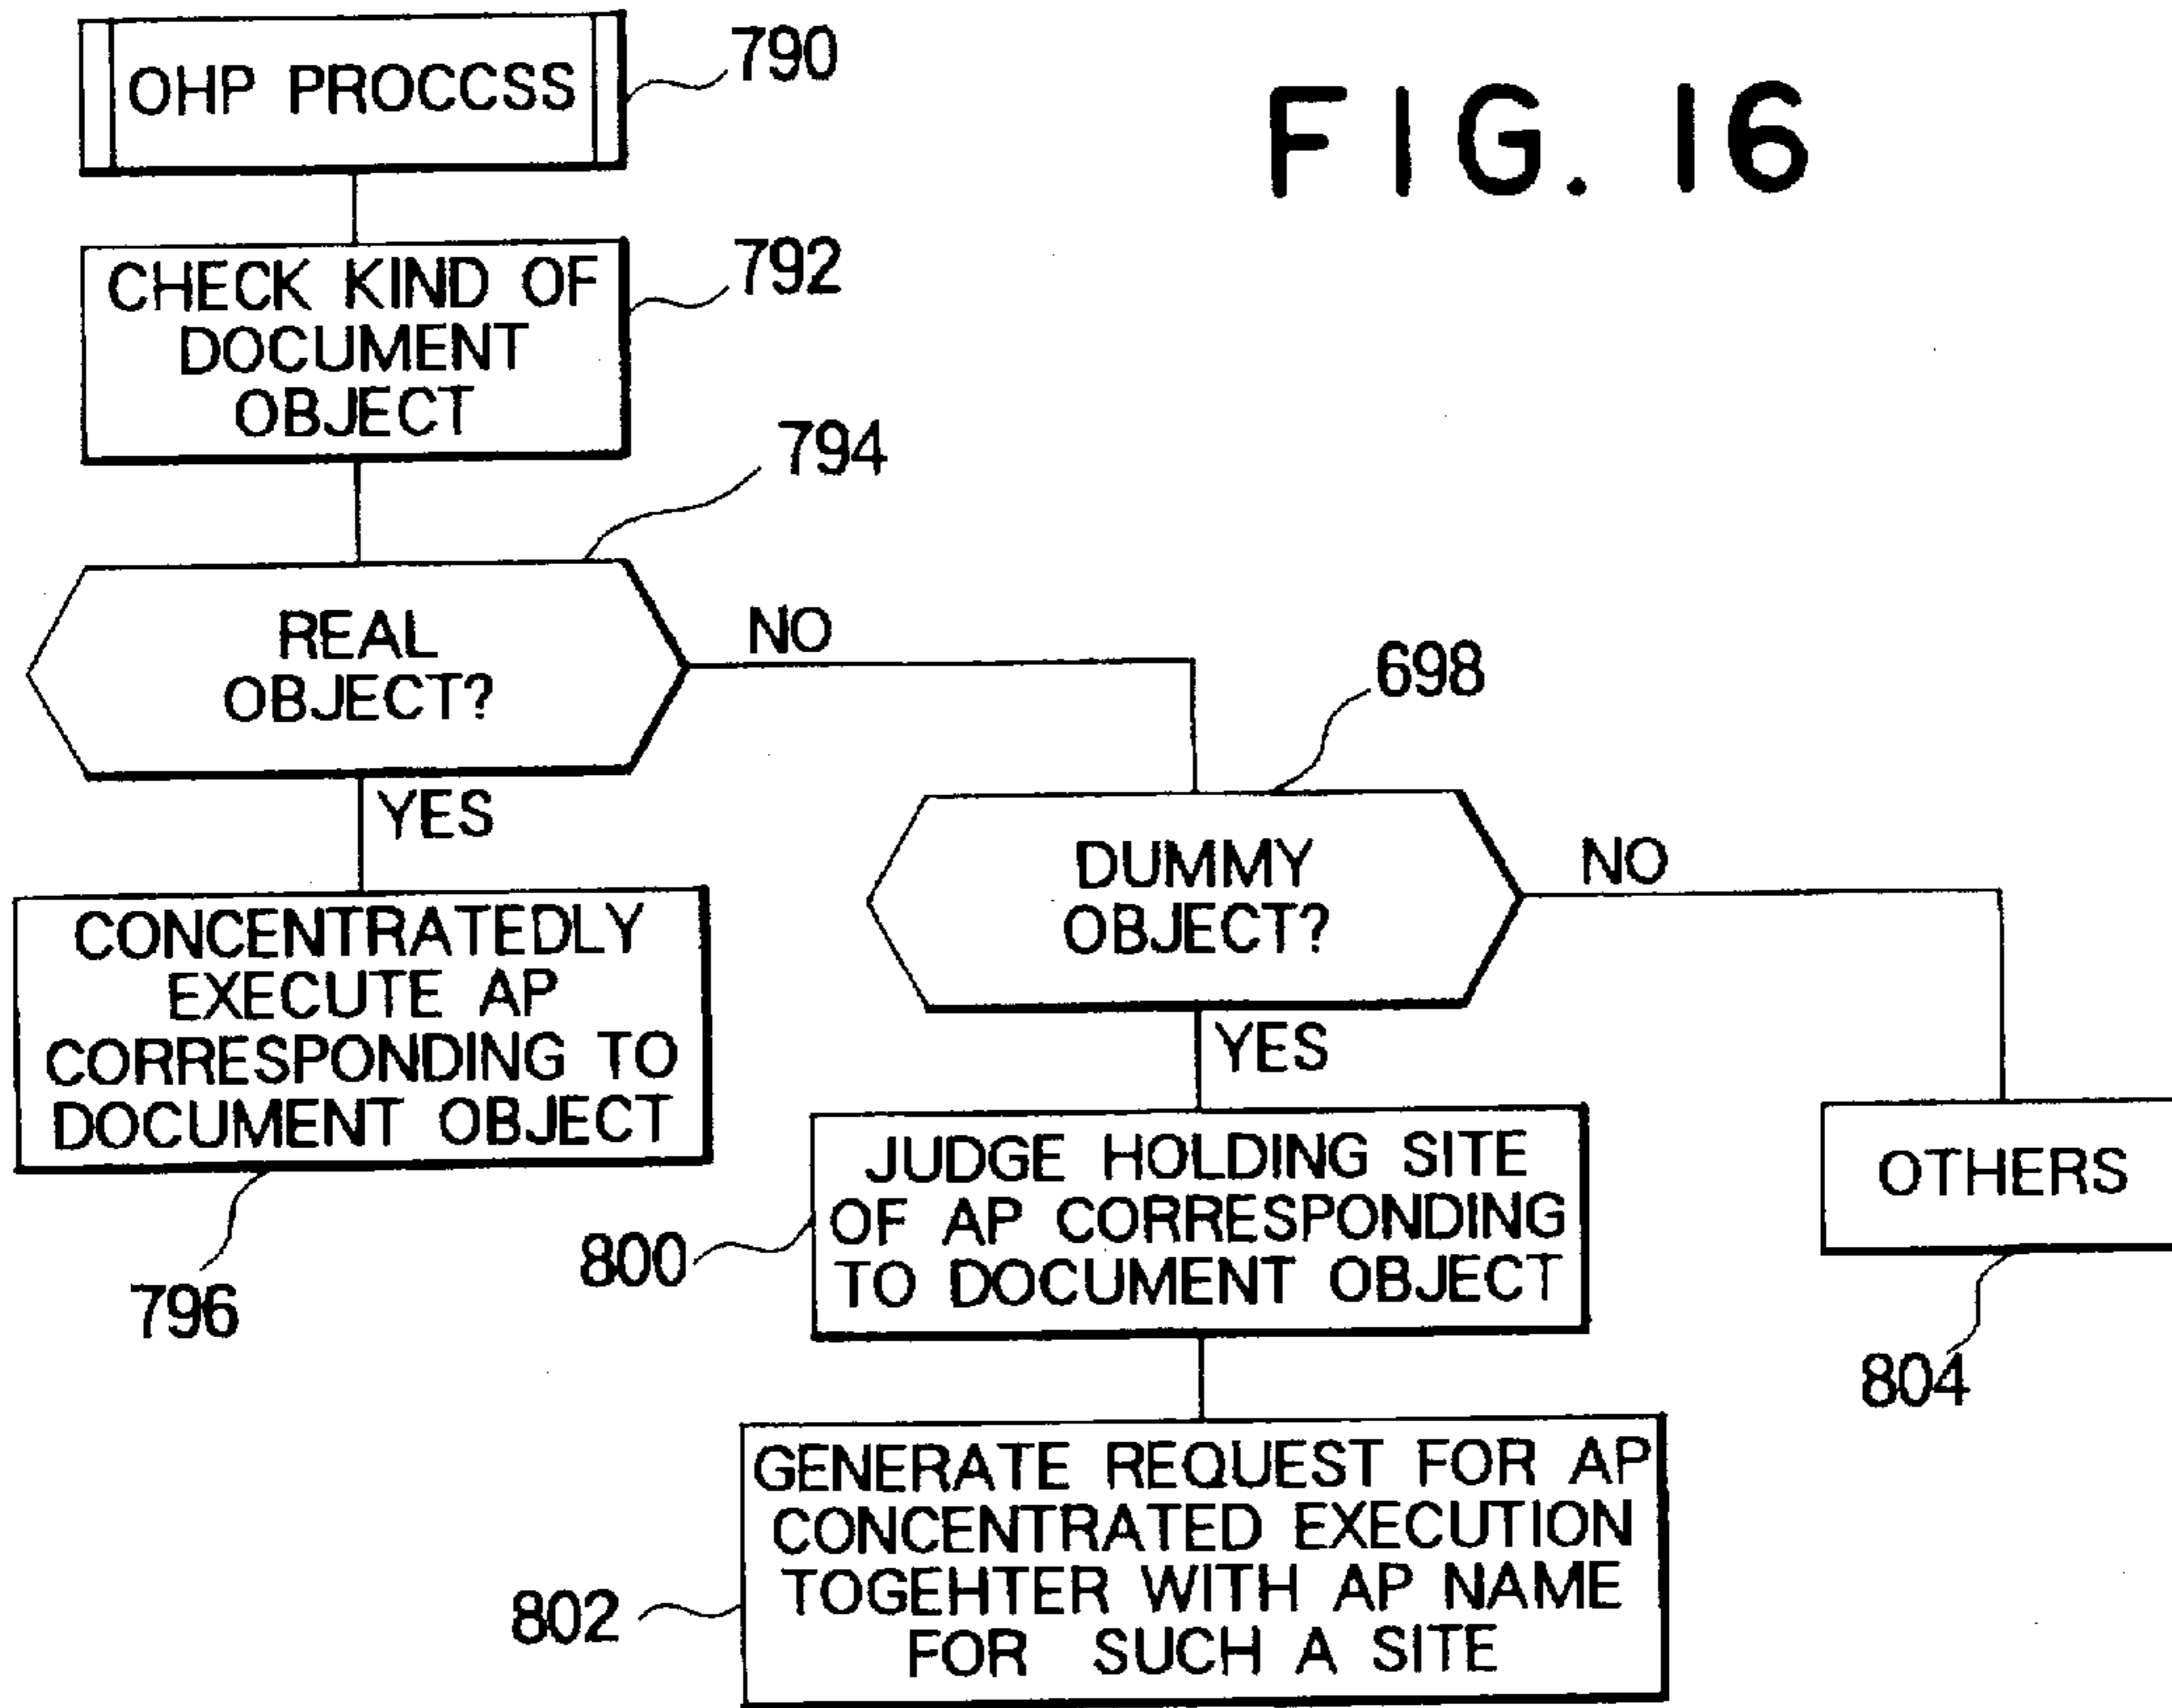 FIG. 16
OHP PROCCSS
790
CHECK KIND OF
DOCUMENT
OBJECT
792
794
REAL
OBJECT?
NO
YES
698
CONCENTRATEDLY
EXECUTE AP
CORRESPONDING TO
DOCUMENT OBJECT
796
DUMMY
OBJECT?
NO
YES
JUDGE HOLDING SITE
OF AP CORRESPONDING
TO DOCUMENT OBJECT
800
OTHERS
804
GENERATE REQUEST FOR AP
CONCENTRATED EXECUTION
TOGEHTER WITH AP NAME
FOR SUCH A SITE
802